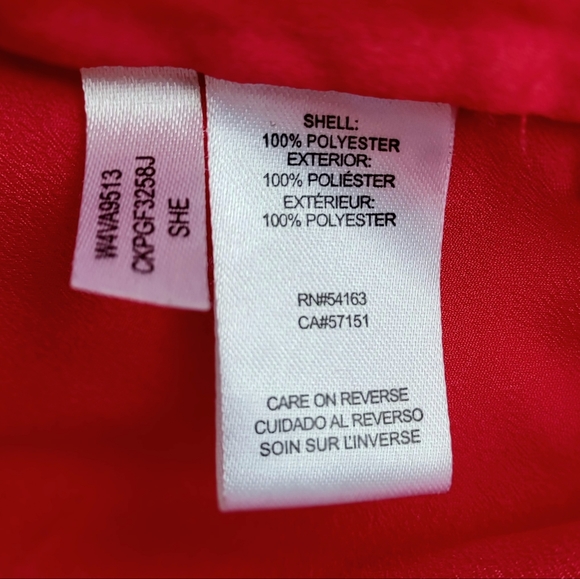 W4VA9513
CKPGF3258J
SHE
SHELL:
100% POLYESTER
EXTERIOR:
100% POLIÉSTER
EXTÉRIEUR:
100% POLYESTER
RN#54163
CA#57151
CARE ON REVERSE
CUIDADO AL REVERSO
SOIN SUR L'INVERSE